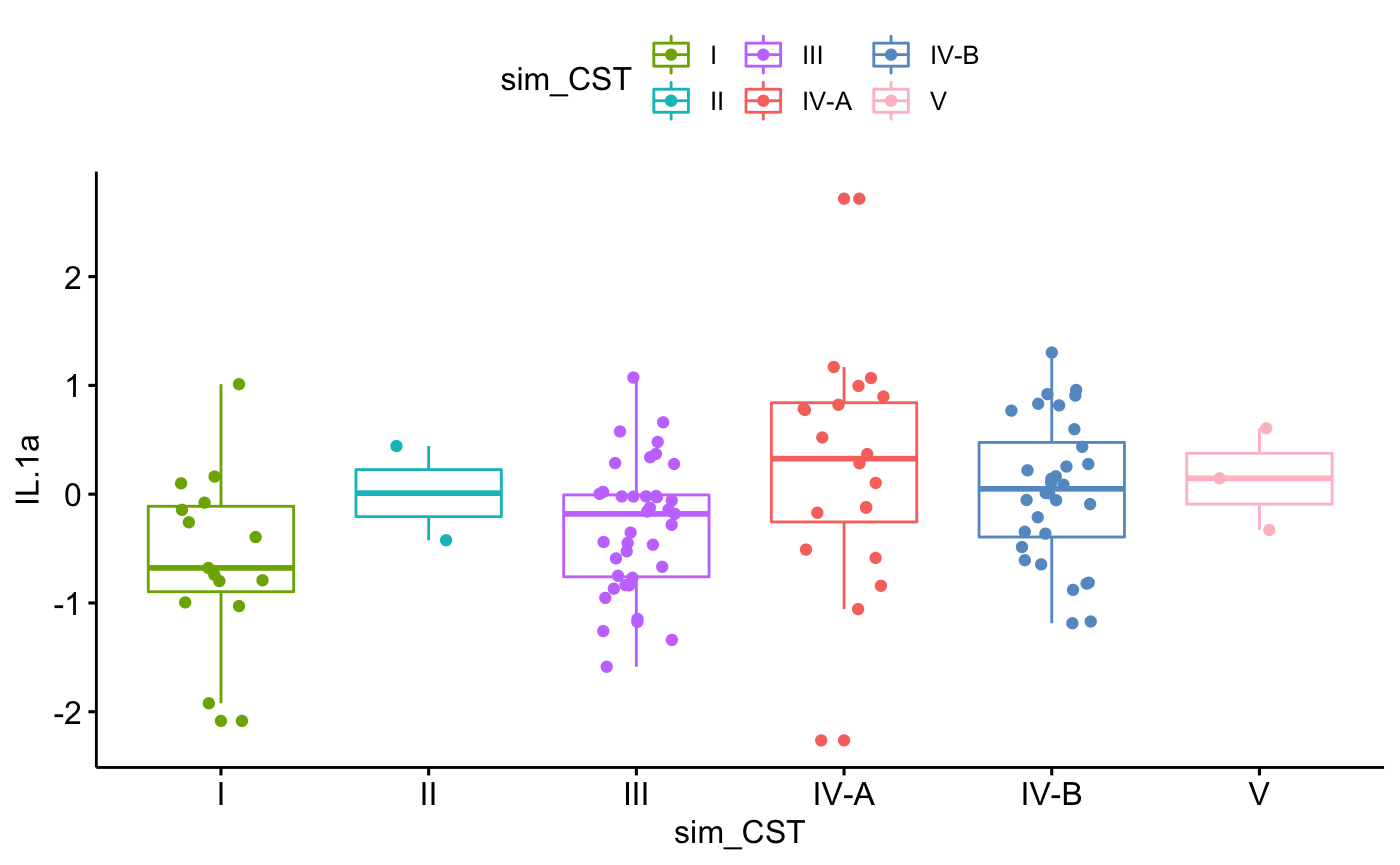 sim_CST
I III IV-B
II IV-A V
IL.1a
2
1
0
-1
-2
I II III IV-A IV-B V
sim_CST